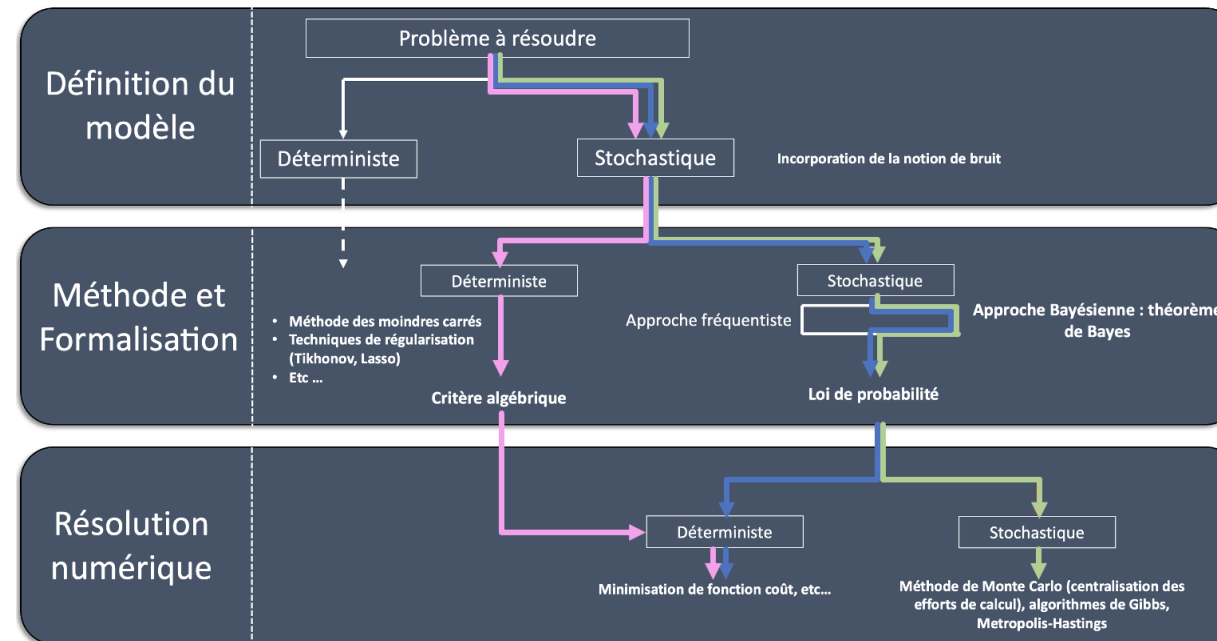 Définition du
modèle
Problème à résoudre
Déterministe
Stochastique
Incorporation de la notion de bruit
Méthode et
Formalisation
Déterministe
• Méthode des moindres carrés
• Techniques de régularisation
(Tikhonov, Lasso)
• Etc …
Critère algébrique
Stochastique
Approche fréquentiste
Approche Bayésienne : théorème
de Bayes
Loi de probabilité
Résolution
numérique
Déterministe
Minimisation de fonction coût, etc…
Stochastique
Méthode de Monte Carlo (centralisation des
efforts de calcul), algorithmes de Gibbs,
Metropolis-Hastings